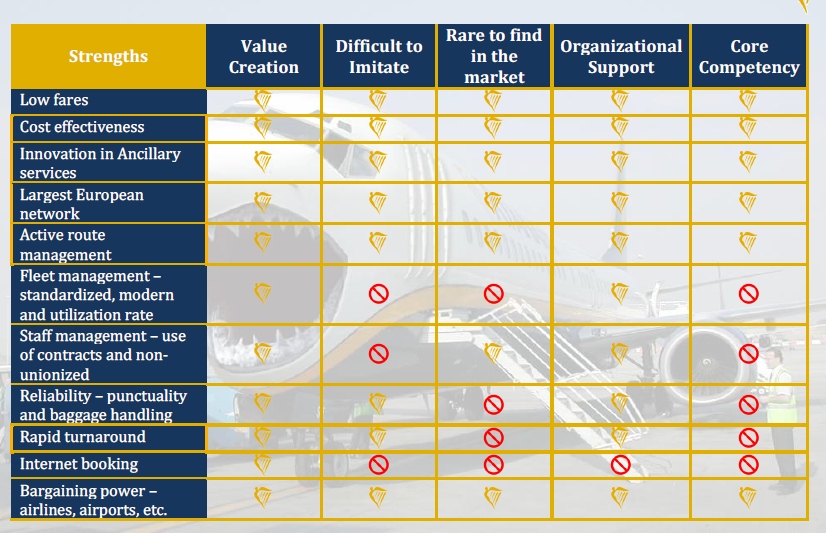 Strengths
Value
Creation
Difficult to
Imitate
Rare to find
in the
market
Organizational
Support
Core
Competency
Low fares
Cost effectiveness
Innovation in Ancillary
services
Largest European
network
Active route
management
Fleet management –
standardized, modern
and utilization rate
Staff management – use
of contracts and non-
unionized
Reliability – punctuality
and baggage handling
Rapid turnaround
Internet booking
Bargaining power –
airlines, airports, etc.